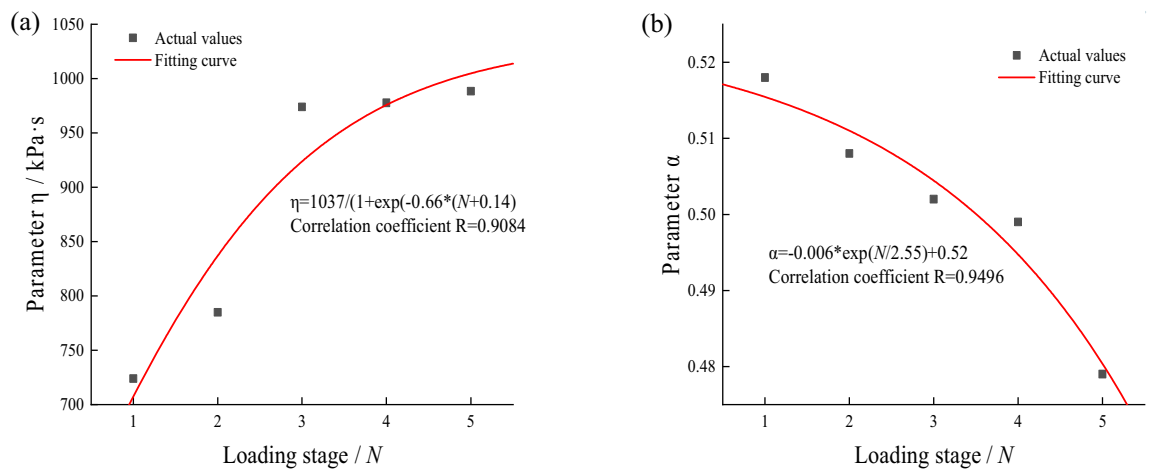 (a)
1050
1000
950
900
850
800
750
700
Parameter η / kPa·s
Actual values
Fitting curve
η=1037/(1+exp(-0.66*(N+0.14)
Correlation coefficient R=0.9084
1 2 3 4 5
Loading stage / N
(b)
0.52
0.51
0.50
0.49
0.48
Parameter α
Actual values
Fitting curve
α=-0.006*exp(N/2.55)+0.52
Correlation coefficient R=0.9496
1 2 3 4 5
Loading stage / N